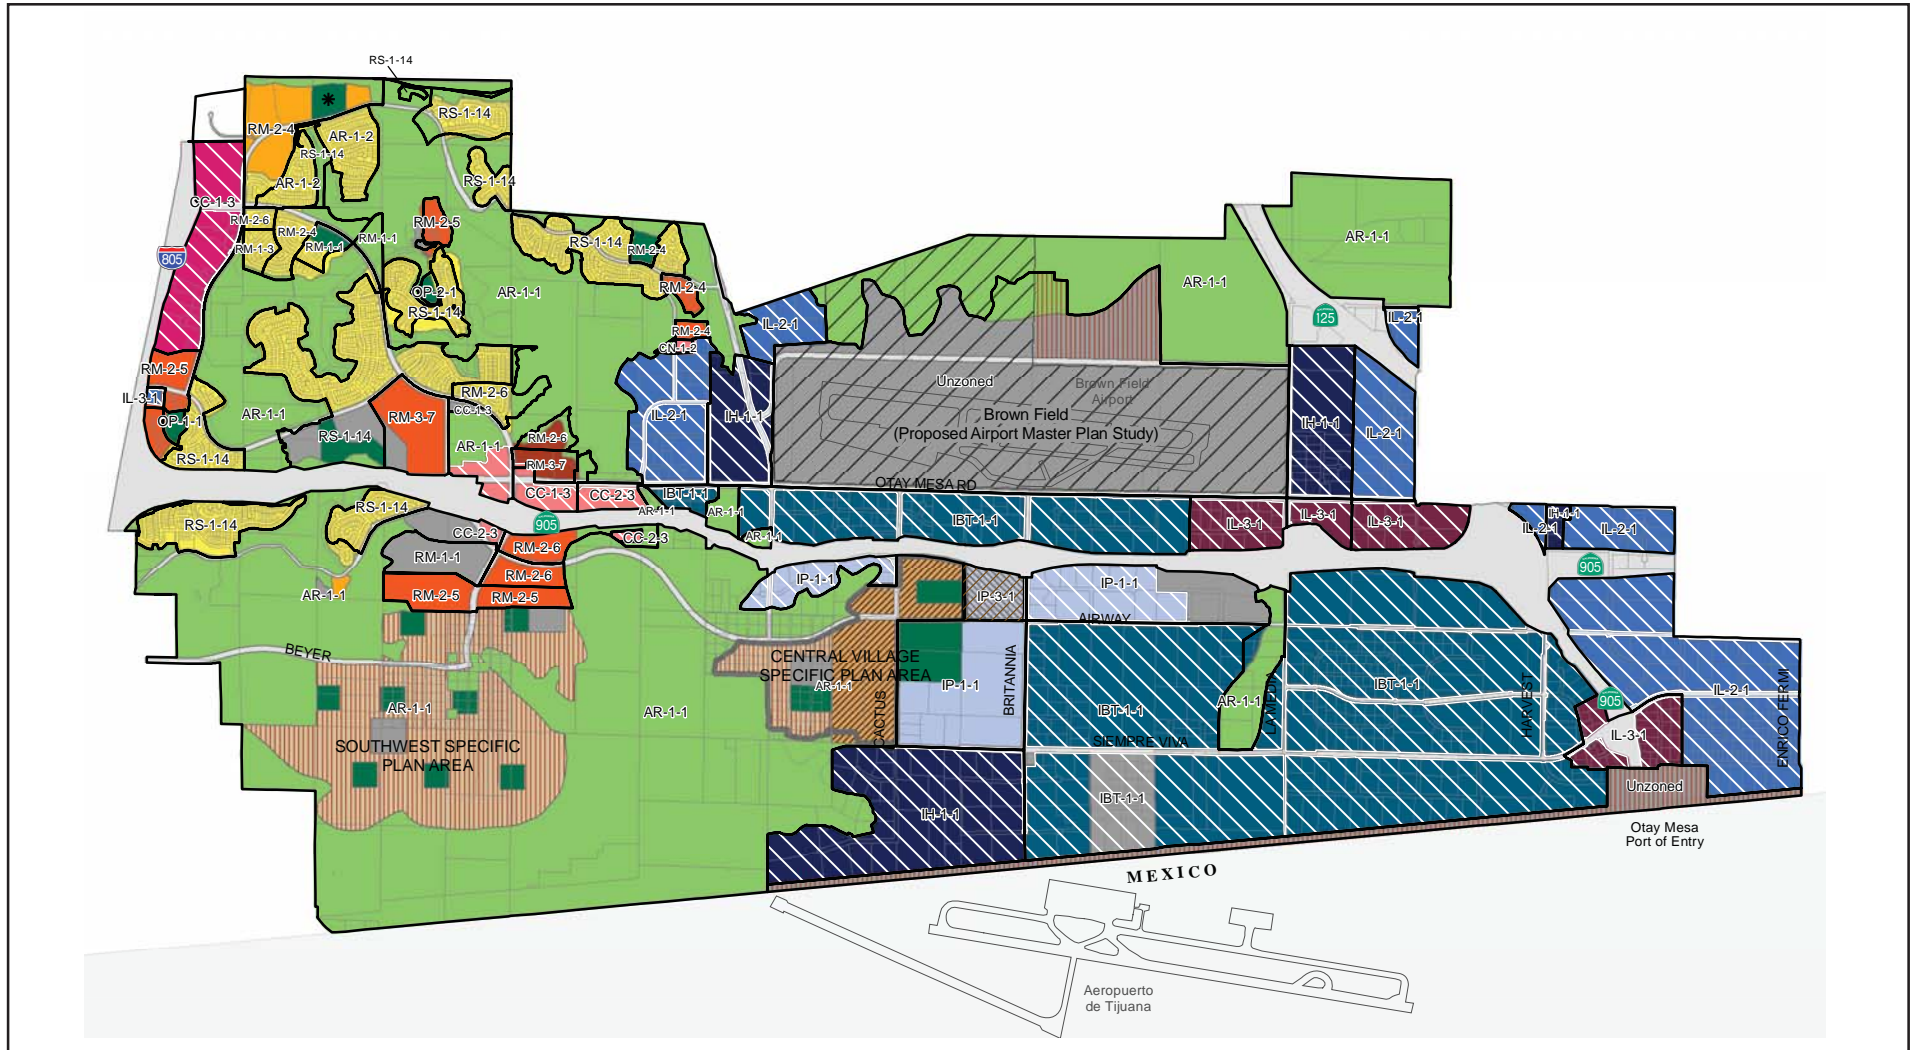 RS-1-14
RS-1-14
RM-2-4
AR-1-2
RS-1-14
AR-1-2
RS-1-14
CC-1-3
RM-2-6
RM-2-4
RM-1-3
RM-1-1
RM-1-1
RM-2-5
RS-1-14
RM-2-4
805
OP-2-1
RS-1-14
AR-1-1
RM-2-4
RM-2-4
CN-1-2
IL-2-1
AR-1-1
AR-1-1
125
IL-2-1
RM-2-5
IL-3-1
OP-1-1
RS-1-14
AR-1-1
RS-1-14
RM-3-7
RM-2-6
CC-1-3
AR-1-1
RM-2-6
RM-3-7
IL-2-1
IH-1-1
Unzoned
Brown Field
Airport
Brown Field
(Proposed Airport Master Plan Study)
IH-1-1
IL-2-1
OTAY MESA RD
CC-1-3
CC-2-3
IBT-1-1
AR-1-1
AR-1-1
AR-1-1
IBT-1-1
IL-3-1
IL-3-1
IL-3-1
IL-2-1
IH-1-1
IL-2-1
RS-1-14
RS-1-14
905
CC-2-3
CC-2-3
RM-1-1
RM-2-6
RM-2-6
RM-2-5
RM-2-5
AR-1-1
IP-1-1
IP-3-1
IP-1-1
905
AIRWAY
BEYER
CENTRAL VILLAGE
SPECIFIC PLAN AREA
AR-1-1
CACTUS
IP-1-1
BRITANNIA
IBT-1-1
AR-1-1
LA MEDIA
IBT-1-1
HARVEST
905
IL-2-1
ENRICO FERMI
AR-1-1
AR-1-1
SOUTHWEST SPECIFIC
PLAN AREA
SIEMPRE VIVA
IL-3-1
IH-1-1
IBT-1-1
Unzoned
Otay Mesa
Port of Entry
MEXICO
Aeropuerto
de Tijuana